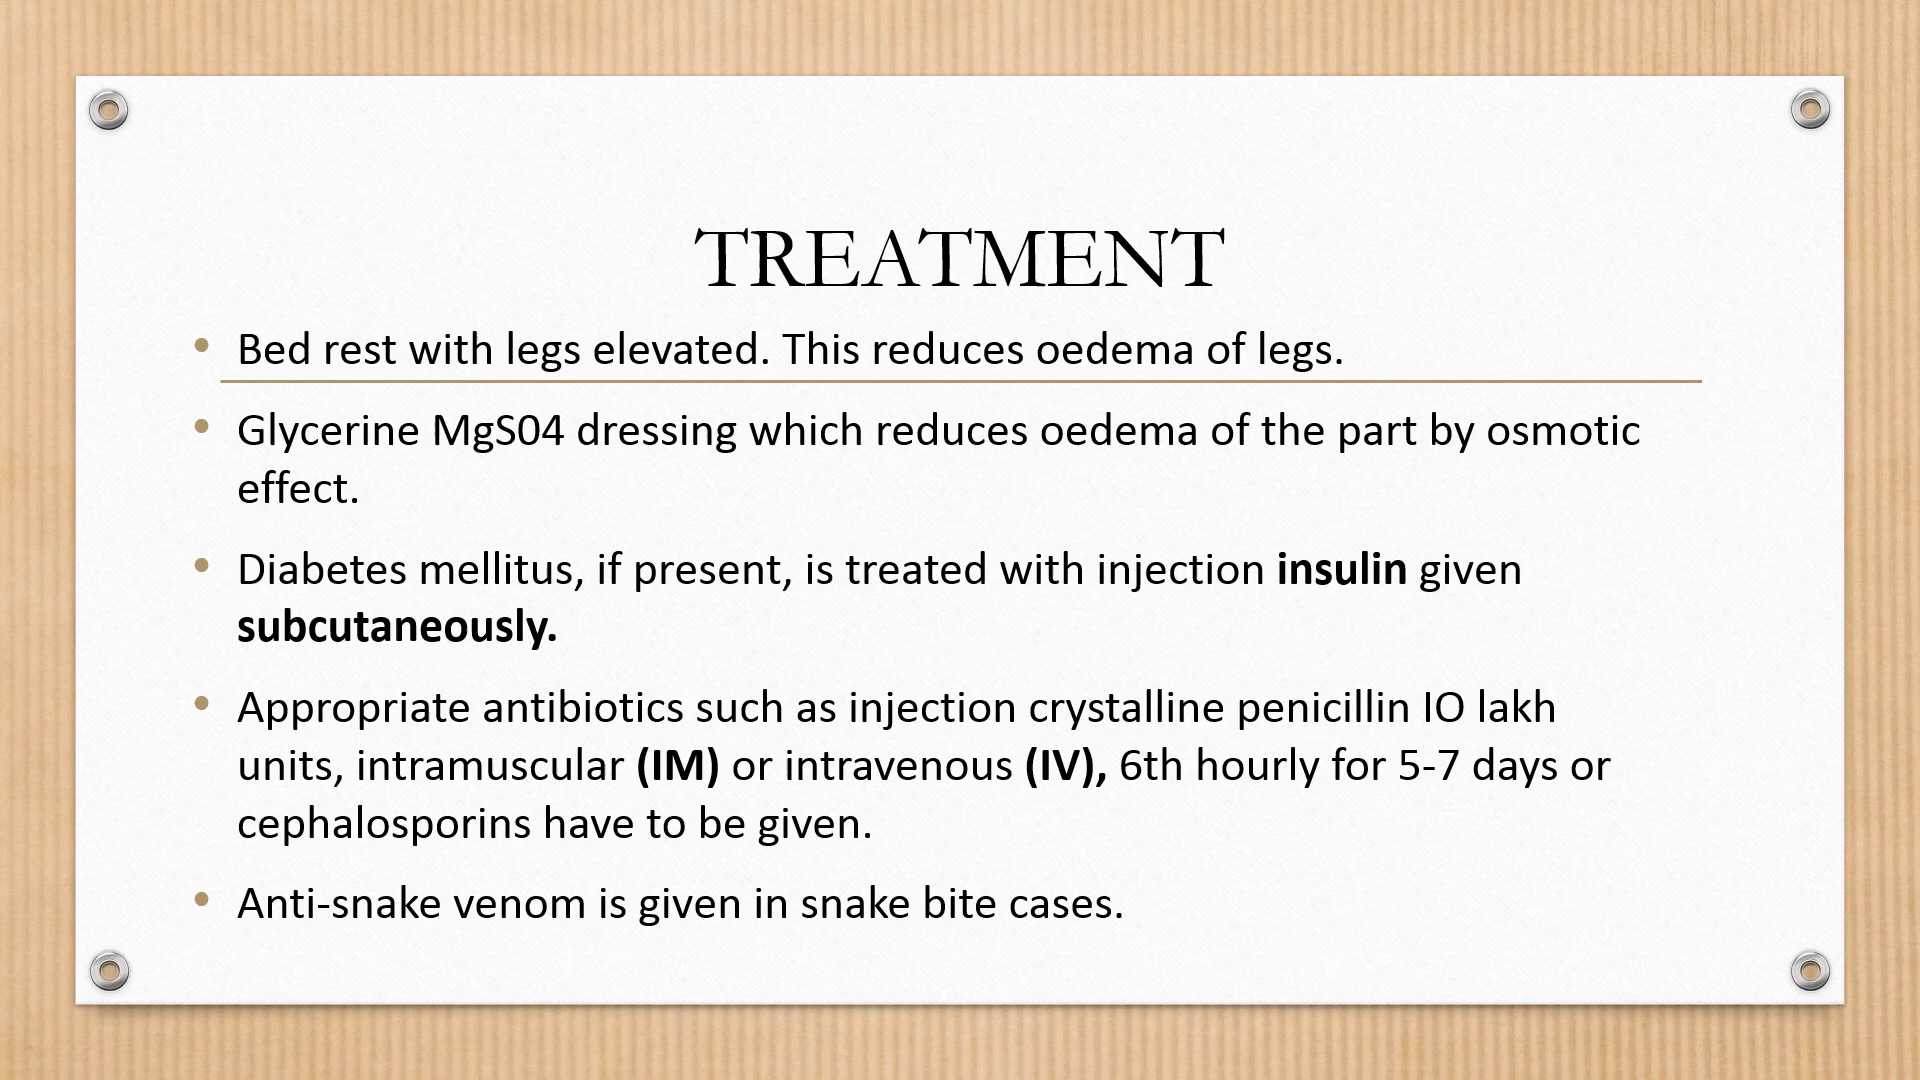 TREATMENT
• Bed rest with legs elevated. This reduces oedema of legs.
• Glycerine MgS04 dressing which reduces oedema of the part by osmotic
effect.
• Diabetes mellitus, if present, is treated with injection insulin given
subcutaneously.
• Appropriate antibiotics such as injection crystalline penicillin IO lakh
units, intramuscular (IM) or intravenous (IV), 6th hourly for 5-7 days or
cephalosporins have to be given.
• Anti-snake venom is given in snake bite cases.